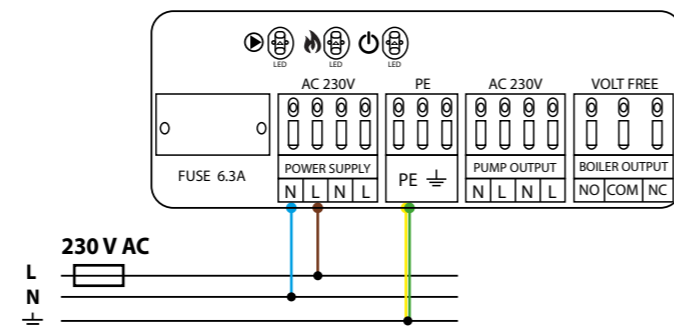 LED LED LED
AC 230V PE AC 230V VOLT FREE
FUSE 6.3A
POWER SUPPLY PE PUMP OUTPUT BOILER OUTPUT
N L N L N L N L NO COM NC
230 V AC
L
N